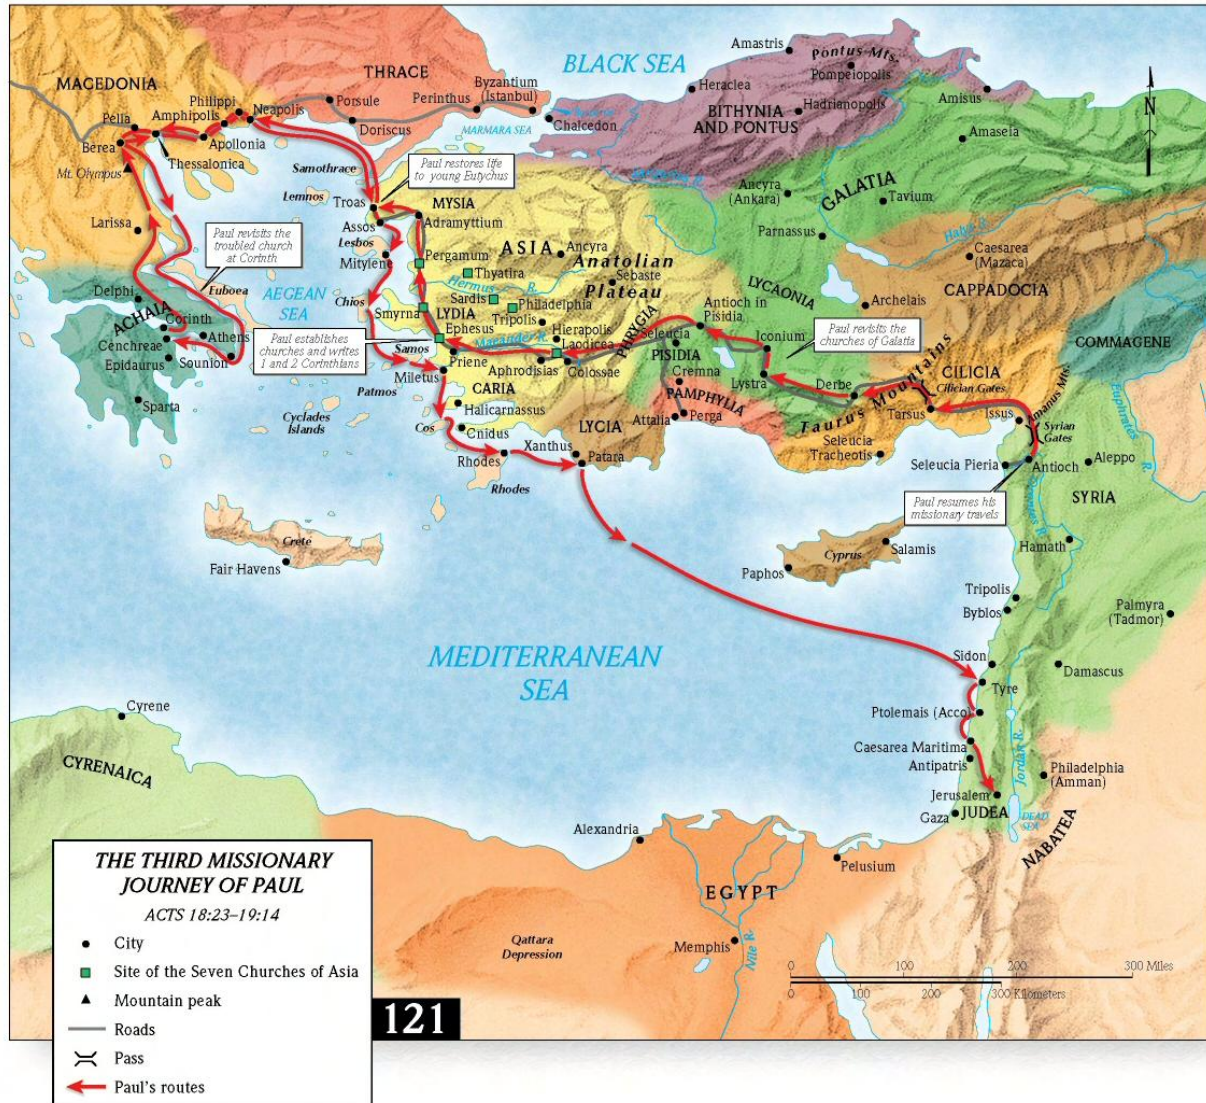 BLACK SEA
Amastris
Pontus Mts.
Pompeiopolis
MACEDONIA
THRACE
Byzantium
(Istanbul)
Heraclea
Hadrianopolis
Amisus
N
Philippi
Neapolis
Porsule
Perinthus
BITHYNIA
AND PONTUS
Amphipolis
Pella
Doriscus
MARMARA SEA
Chalcedon
Amaseia
Berea
Apollonia
Thessalonica
Mt. Olympus
Samothrace
Paul restores life
to young Eutychus
Ancyra
(Ankara)
GALATIA
Tavium
Lemnos
Troas
MYSIA
Larissa
Assos
Adramyttium
Parnassus
Halys R.
Paul revisits the
troubled church
at Corinth
Lesbos
Mitylene
ASIA
Ancyra
Anatolian
Plateau
Caesarea
(Mazaca)
Pergamum
Thyatira
Sebaste
CAPPADOCIA
Delphi
Euboea
AEGEAN
SEA
Chios
Hermus R.
Sardis
Philadelphia
LYCAONIA
Archelais
ACHAIA
Corinth
Smyrna
LYDIA
Tripolis
Antioch in
Pisidia
Paul revisits the
churches of Galatia
Cenchreae
Athens
Paul establishes
churches and writes
1 and 2 Corinthians
Ephesus
Hierapolis
Maeander R.
Laodicea
PHRYGIA
Seleucia
Iconium
COMMAGENE
Epidaurus
Sounion
Samos
Priene
Aphrodisias
Colossae
PISIDIA
Cremna
Lystra
Derbe
CILICIA
Cilician Gates
Taurus Mountains
Amanus Mts.
Euphrates R.
Sparta
Patmos
Miletus
CARIA
PAMPHYLIA
Tarsus
Issus
Cyclades
Islands
Halicarnassus
Attalia
Perga
Syrian
Gates
Cos
Cnidus
LYCIA
Xanthus
Seleucia
Tracheotis
Rhodes
Patara
Seleucia Pieria
Antioch
Aleppo
Rhodes
Paul resumes his
missionary travels
Orontes R.
SYRIA
Crete
Fair Havens
Cyprus
Salamis
Paphos
Hamath
Tripolis
Byblos
Palmyra
(Tadmor)
MEDITERRANEAN
SEA
Sidon
Damascus
Tyre
Cyrene
Ptolemais (Acco)
CYRENAICA
Caesarea Maritima
Antipatris
Jordan R.
Philadelphia
(Amman)
Jerusalem
JUDEA
Gaza
DEAD
SEA
NABATEA
Alexandria
Pelusium
EGYPT
Memphis
Nile R.
Qattara
Depression
0 200 300 Miles
0 100 200 300 Kilometers
THE THIRD MISSIONARY
JOURNEY OF PAUL
ACTS 18:23–19:14
City
Site of the Seven Churches of Asia
Mountain peak
Roads
Pass
Paul's routes
121